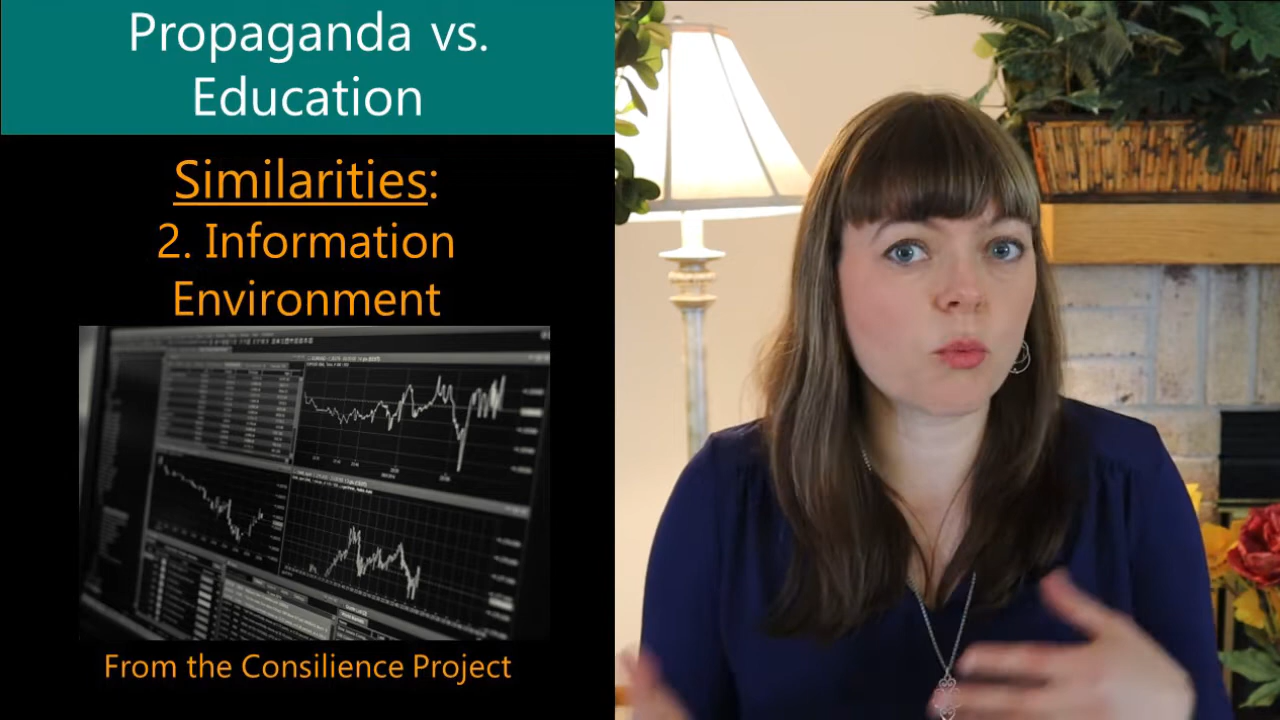 Propaganda vs.
Education
Similarities:
2. Information
Environment
From the Consilience Project